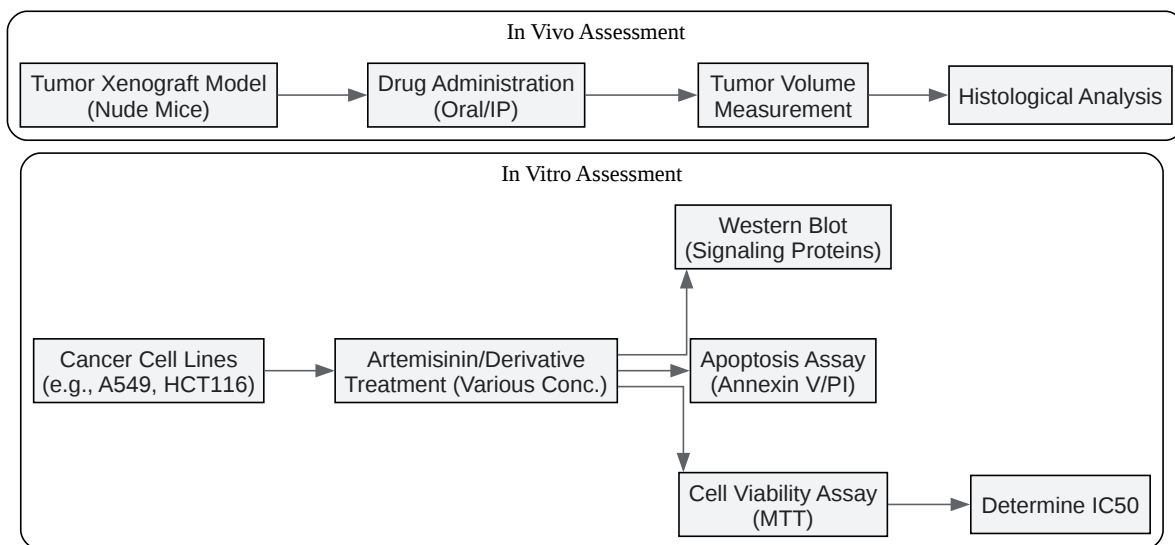 In Vivo Assessment
Tumor Xenograft Model
(Nude Mice)
Drug Administration
(Oral/IP)
Tumor Volume
Measurement
Histological Analysis
In Vitro Assessment
Western Blot
(Signaling Proteins)
Cancer Cell Lines
(e.g., A549, HCT116)
Artemisinin/Derivative
Treatment (Various Conc.)
Apoptosis Assay
(Annexin V/PI)
Cell Viability Assay
(MTT)
Determine IC50